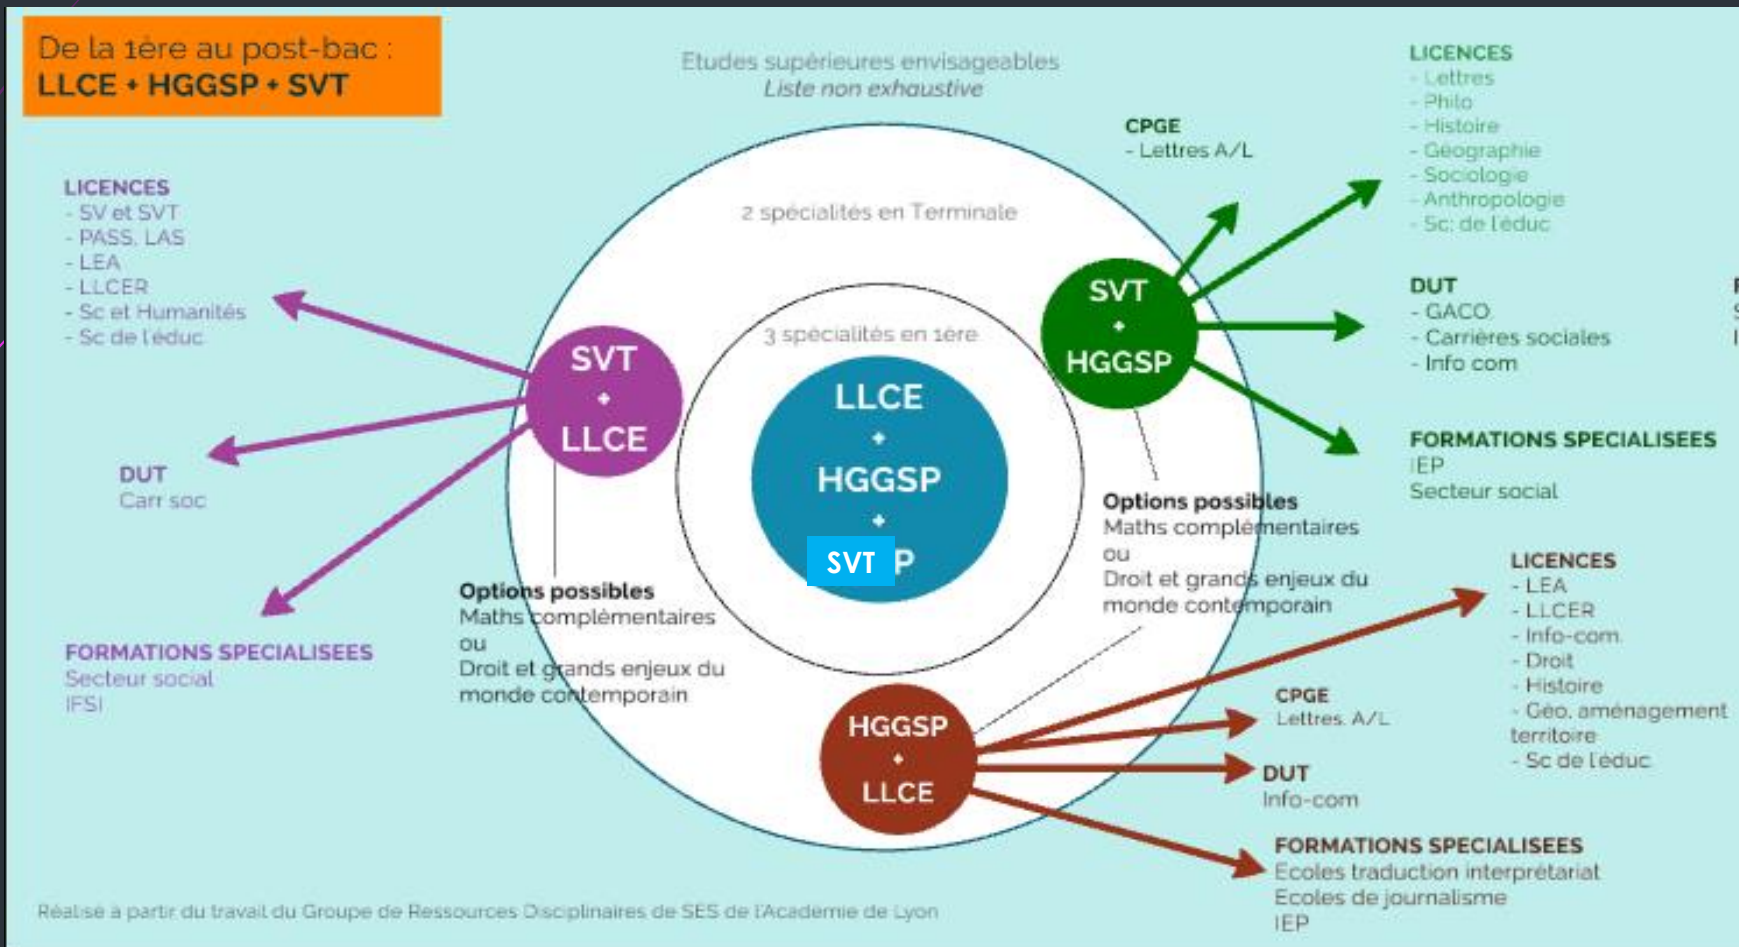 De la 1ère au post-bac :
LLCE + HGGSP + SVT
Etudes supérieures envisageables
Liste non exhaustive
2 spécialités en Terminale
3 spécialités en 1ère
LLCE
+
HGGSP
+
SVT
P
LICENCES
- SV et SVT
- PASS, LAS
- LEA
- LLCER
- Sc et Humanités
- Sc de l'éduc
DUT
Carr soc
FORMATIONS SPECIALISEES
Secteur social
IFSI
SVT
+
LLCE
Options possibles
Maths complémentaires
ou
Droit et grands enjeux du
monde contemporain
CPGE
- Lettres A/L
LICENCES
- Lettres
- Philo
- Histoire
- Géographie
- Sociologie
- Anthropologie
- Sc; de l'éduc
SVT
+
HGGSP
DUT
- GACO
- Carrières sociales
- Info com
FORMATIONS SPECIALISEES
IEP
Secteur social
Options possibles
Maths complémentaires
ou
Droit et grands enjeux du
monde contemporain
HGGSP
+
LLCE
LICENCES
- LEA
- LLCER
- Info-com
- Droit
- Histoire
- Géo, aménagement
territoire
- Sc de l'éduc
CPGE
Lettres, A/L
DUT
Info-com
FORMATIONS SPECIALISEES
Ecoles traduction interprétariat
Ecoles de journalisme
IEP
Réalisé à partir du travail du Groupe de Ressources Disciplinaires de SES de l'Académie de Lyon